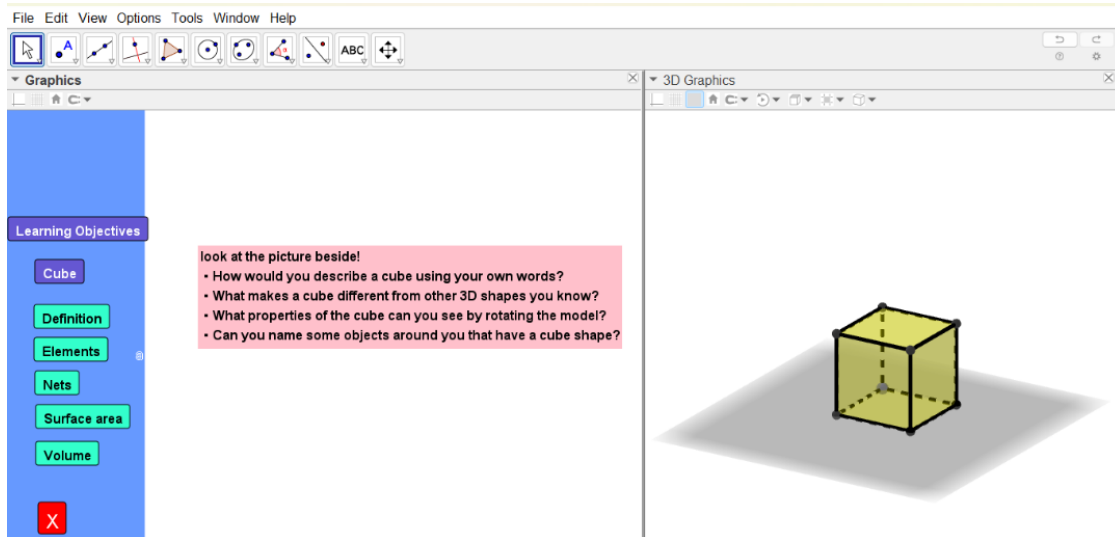 File Edit View Options Tools Window Help
ABC
Graphics
3D Graphics
Learning Objectives
Cube
Definition
Elements
Nets
Surface area
Volume
X
look at the picture beside!
• How would you describe a cube using your own words?
• What makes a cube different from other 3D shapes you know?
• What properties of the cube can you see by rotating the model?
• Can you name some objects around you that have a cube shape?